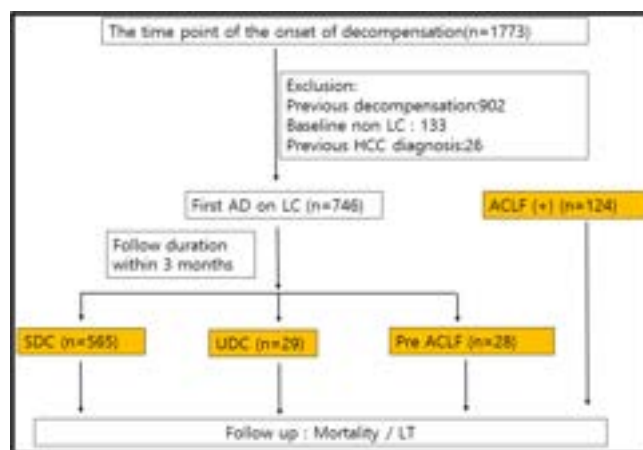 The time point of the onset of decompensation(n=1773)
Exclusion:
Previous decompensation:902
Baseline non LC : 133
Previous HCC diagnosis:26
First AD on LC (n=746)
ACLF (+) (n=124)
Follow duration
within 3 months
SDC (n=565)
UDC (n=29)
Pre ACLF (n=28)
Follow up : Mortality / LT